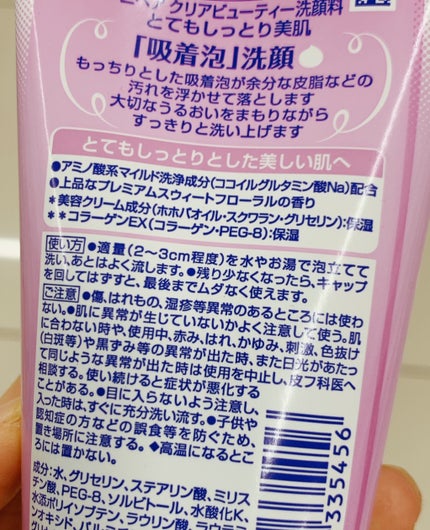 クリアビューティー洗顔料
とてもしっとり美肌
「吸着泡」洗顔
もっちりとした吸着泡が余分な皮脂などの
汚れを浮かせて落とします
大切なうるおいをまもりながら
すっきりと洗い上げます
とてもしっとりとした美しい肌へ
●アミノ酸系マイルド洗浄成分(ココイルグルタミン酸Na)配合
●上品なプレミアムスウィートフローラルの香り
*美容クリーム成分(ホホバオイル・スクワラン・グリセリン):保湿
**コラーゲンEX(コラーゲン・PEG-8):保湿
使い方 ●適量(2〜3cm程度)を水やお湯で泡立てて
洗い、あとはよく流します。●残り少なくなったら、キャップ
を回してはずすと、最後までムダなく使えます。
ご注意 ●傷、はれもの、湿疹等異常のあるところには使わ
ない。●肌に異常が生じていないかよく注意して使う。肌
に合わない時や、使用中、赤み、はれ、かゆみ、刺激、色抜け
(白斑等)や黒ずみ等の異常が出た時、また日光があたっ
て同じような異常が出た時は使用を中止し、皮フ科医へ
相談する。使い続けると症状が悪化する
ことがある。●目に入らないよう注意し、
入った時は、すぐに充分洗い流す。●子供や
認知症の方などの誤食等を防ぐため、
置き場所に注意する。◆高温になるとこ
ろには置かない。
成分:水、グリセリン、ステアリン酸、ミリス
チン酸、PEG-8、ソルビトール、水酸化K、
水添ポリイソブテン、ラウリン酸、
335456